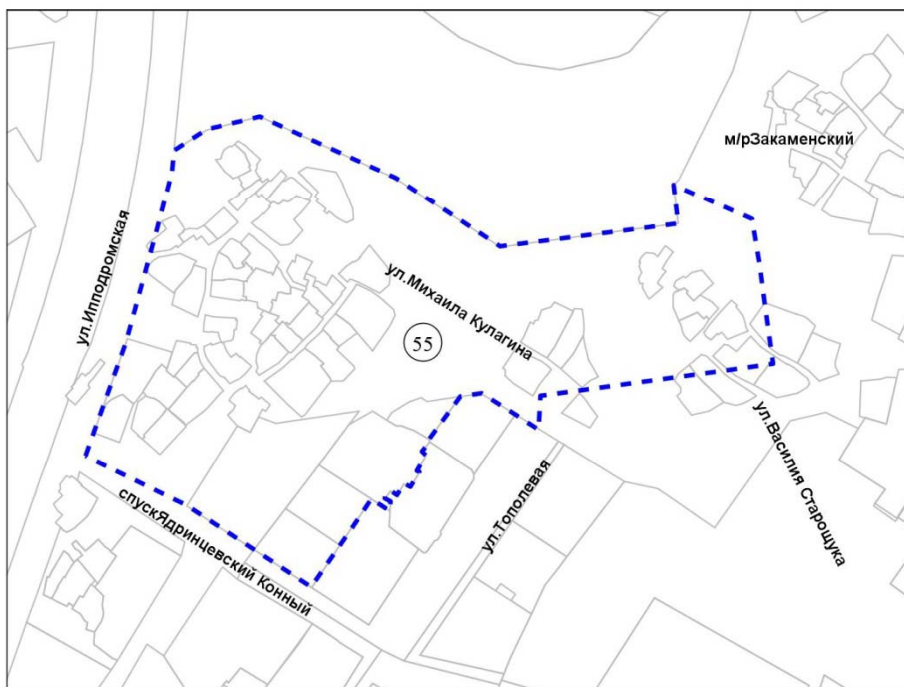 м/рЗакаменский
ул.Ипподромская
ул.Михаила Кулагина
55
ул.Василия Старощука
ул.Тополевая
спускЯдринцевский Конный